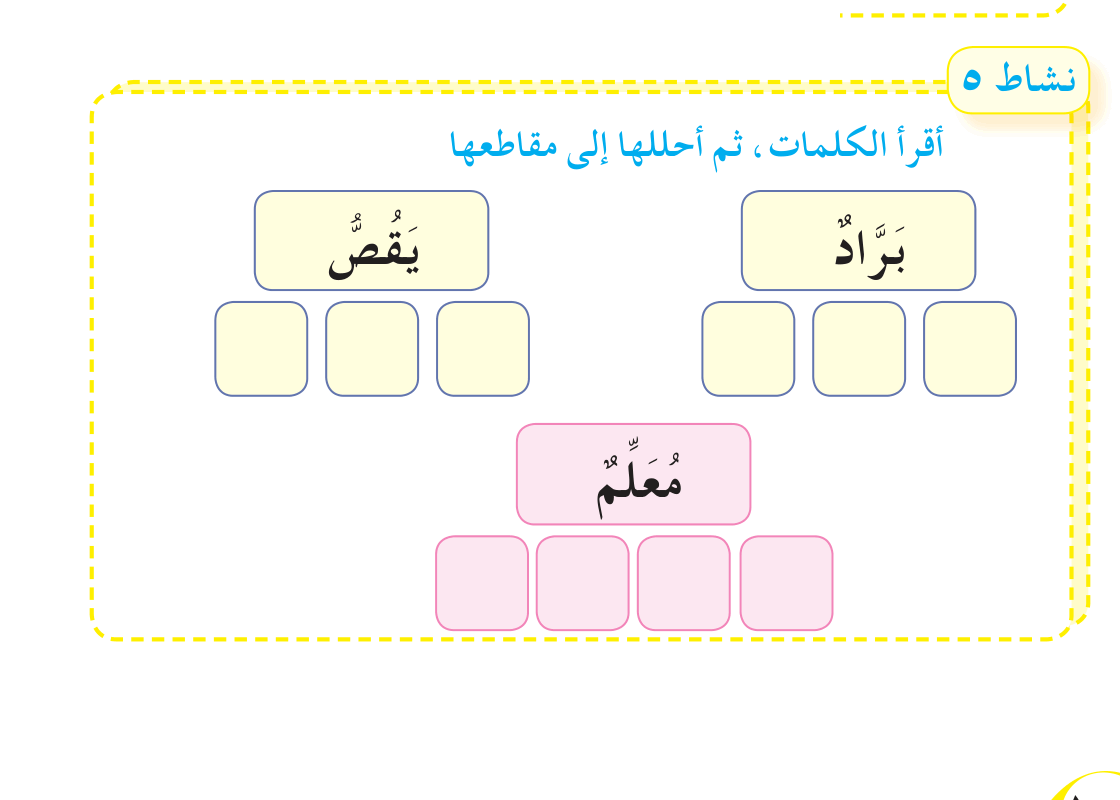 نشاط ٥
أقرأ الكلمات، ثم أحللها إلى مقاطعها
بَرَّادٌ
يَقُصُّ
مُعَلِّمٌ